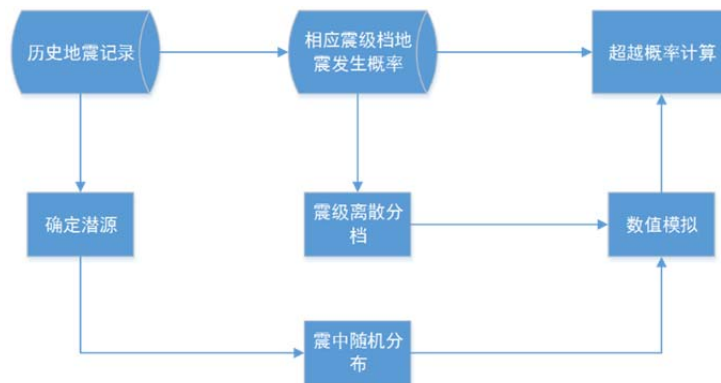 历史地震记录
相应震级档地
震发生概率
超越概率计算
确定潜源
震级离散分
档
数值模拟
震中随机分
布